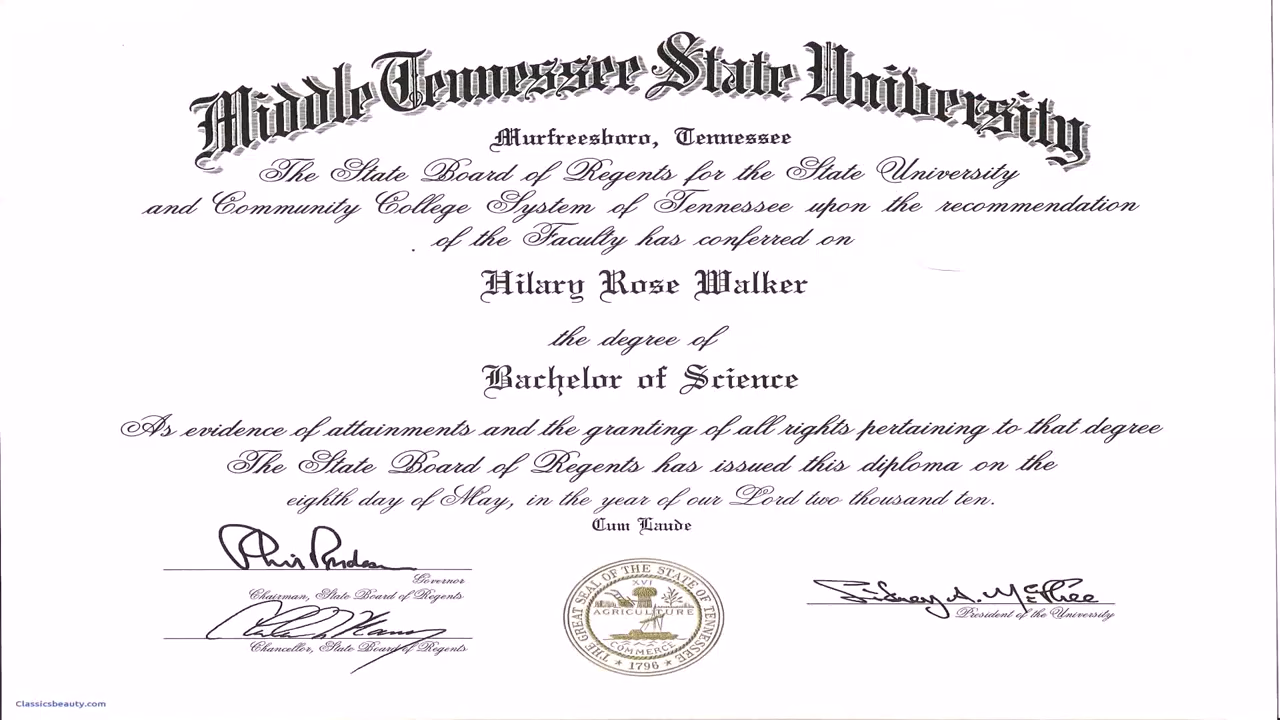 Middle Tennessee State University
Murfreesboro, Tennessee
The State Board of Regents for the State University
and Community College System of Tennessee upon the recommendation
of the Faculty has conferred on
Hilary Rose Walker
the degree of
Bachelor of Science
As evidence of attainments and the granting of all rights pertaining to that degree
The State Board of Regents has issued this diploma on the
eighth day of May, in the year of our Lord two thousand ten.
Cum Laude
Governor
Chairman, State Board of Regents
Chancellor, State Board of Regents
THE GREAT SEAL OF THE STATE OF TENNESSEE
XVI
AGRICULTURE
COMMERCE
★ 1796 ★
Sidney A. McPhee
President of the University
Classicsbeauty.com